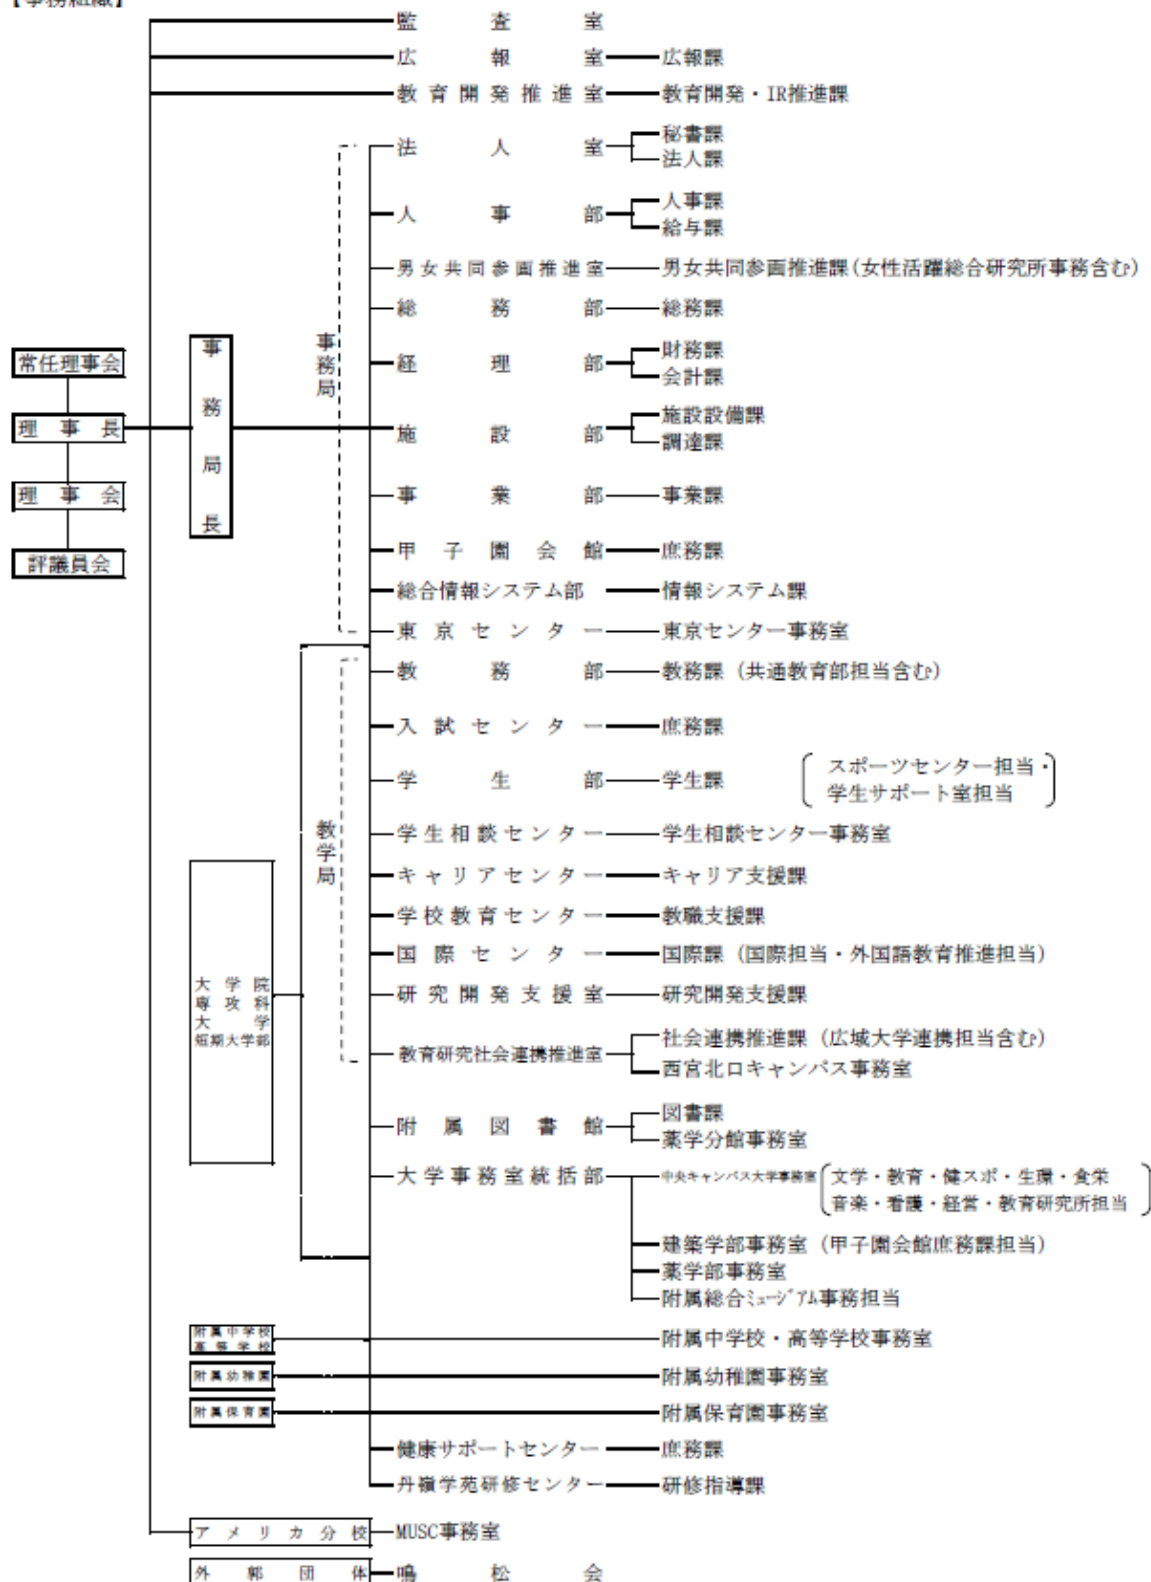 【事務組織】
監査室
広報室 広報課
教育開発推進室 教育開発・IR推進課
法人室 秘書課
法人課
人事部 人事課
給与課
男女共同参画推進室 男女共同参画推進課(女性活躍総合研究所事務含む)
総務部 総務課
事務局
経理部 財務課
会計課
常任理事会
理事長
理事会
評議員会
事務局長
施設部 施設設備課
調達課
事業部 事業課
甲子園会館 庶務課
総合情報システム部 情報システム課
東京センター 東京センター事務室
教務部 教務課(共通教育部担当含む)
入試センター 庶務課
学生部 学生課 スポーツセンター担当・
学生サポート室担当
教学局
学生相談センター 学生相談センター事務室
キャリアセンター キャリア支援課
学校教育センター 教職支援課
国際センター 国際課(国際担当・外国語教育推進担当)
研究開発支援室 研究開発支援課
大学院
専攻科
大学
短期大学部
教育研究社会連携推進室 社会連携推進課(広域大学連携担当含む)
西宮北口キャンパス事務室
附属図書館 図書課
薬学分館事務室
大学事務室統括部 中央キャンパス大学事務室 文学・教育・健スポ・生環・食栄
音楽・看護・経営・教育研究所担当
建築学部事務室(甲子園会館庶務課担当)
薬学部事務室
附属総合ミュージアム事務担当
附属中学校
高等学校 附属中学校・高等学校事務室
附属幼稚園 附属幼稚園事務室
附属保育園 附属保育園事務室
健康サポートセンター 庶務課
丹嶺学苑研修センター 研修指導課
アメリカ分校 MUSC事務室
外郭団体 鳴松会